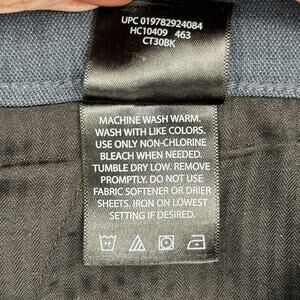 UPC 019782924084
HC10409 463
CT30BK
MACHINE WASH WARM.
WASH WITH LIKE COLORS.
USE ONLY NON-CHLORINE
BLEACH WHEN NEEDED.
TUMBLE DRY LOW. REMOVE
PROMPTLY. DO NOT USE
FABRIC SOFTENER OR DRIER
SHEETS. IRON ON LOWEST
SETTING IF DESIRED.